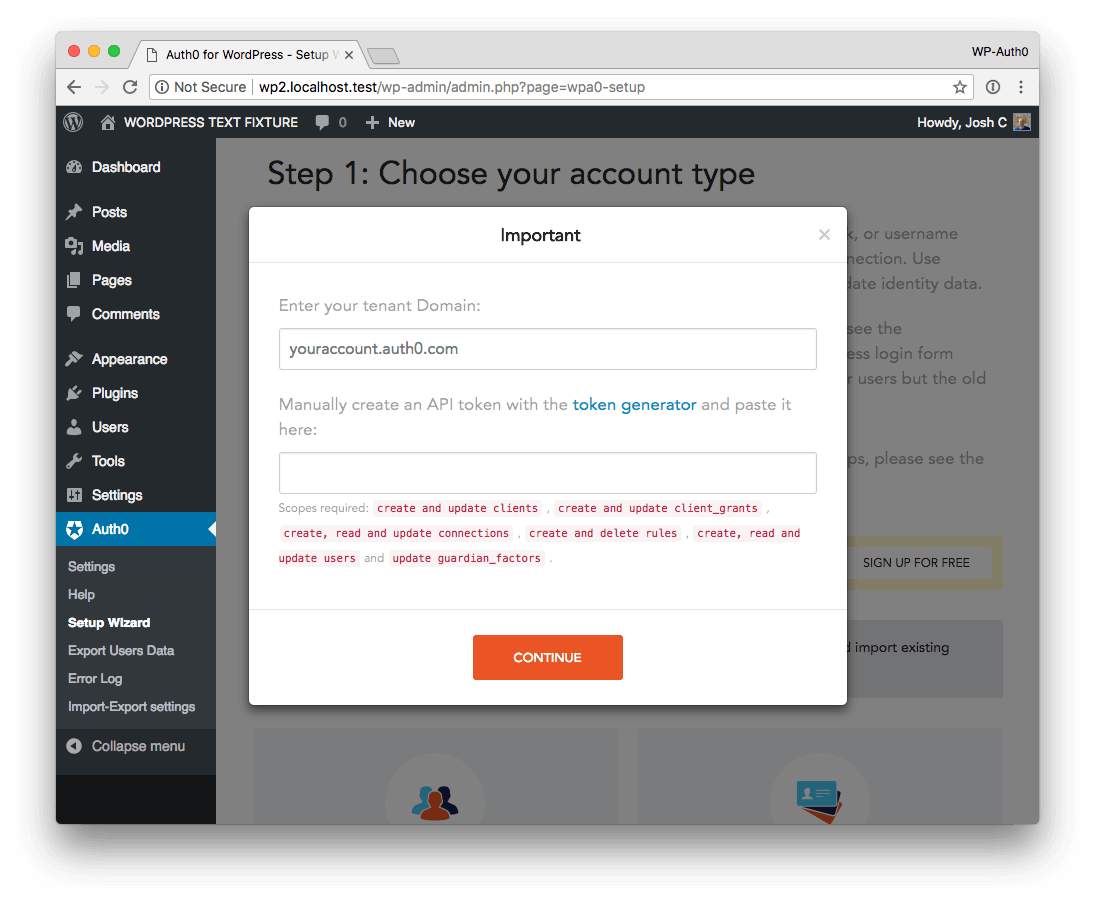 Auth0 for WordPress - Setup W
WP-Auth0
Not Secure wp2.localhost.test/wp-admin/admin.php?page=wpa0-setup
WORDPRESS TEXT FIXTURE 0 New Howdy, Josh C
Dashboard
Posts
Media
Pages
Comments
Appearance
Plugins
Users
Tools
Settings
Auth0
Settings
Help
Setup Wizard
Export Users Data
Error Log
Import-Export settings
Collapse menu
Step 1: Choose your account type
Important
Enter your tenant Domain:
youraccount.auth0.com
Manually create an API token with the token generator and paste it
here:
Scopes required: create and update clients , create and update client_grants ,
create, read and update connections , create and delete rules , create, read and
update users and update guardian_factors .
CONTINUE
, or username
nection. Use
date identity data.
see the
ess login form
r users but the old
ps, please see the
SIGN UP FOR FREE
d import existing